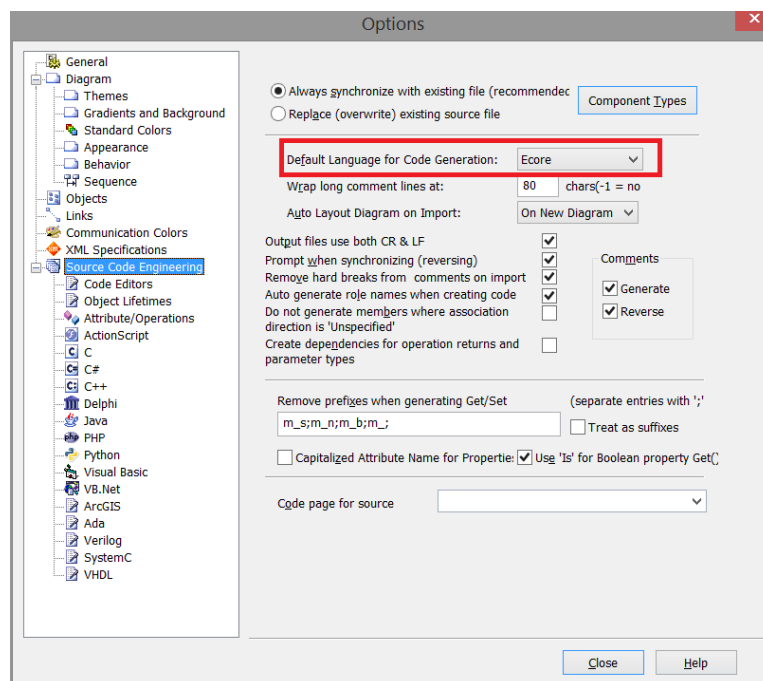 Options
General
Diagram
Themes
Gradients and Background
Standard Colors
Appearance
Behavior
Sequence
Objects
Links
Communication Colors
XML Specifications
Source Code Engineering
Code Editors
Object Lifetimes
Attribute/Operations
ActionScript
C
C#
C++
Delphi
Java
PHP
Python
Visual Basic
VB.Net
ArcGIS
Ada
Verilog
SystemC
VHDL
Always synchronize with existing file (recommended
Replace (overwrite) existing source file
Component Types
Default Language for Code Generation: Ecore
Wrap long comment lines at: 80 chars(-1 = no
Auto Layout Diagram on Import: On New Diagram
Output files use both CR & LF
Prompt when synchronizing (reversing)
Remove hard breaks from comments on import
Auto generate role names when creating code
Do not generate members where association
direction is 'Unspecified'
Create dependencies for operation returns and
parameter types
Comments
Generate
Reverse
Remove prefixes when generating Get/Set (separate entries with ';'
m_s;m_n;m_b;m_;
Treat as suffixes
Capitalized Attribute Name for Propertie: Use 'Is' for Boolean property Get()
Code page for source
Close Help